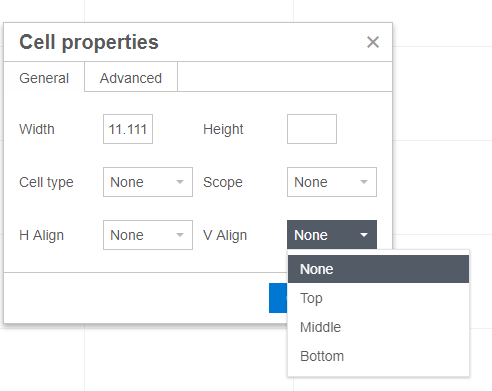 Cell properties ×
General Advanced
Width 11.111 Height
Cell type None Scope None
H Align None V Align None
None
Top
Middle
Bottom